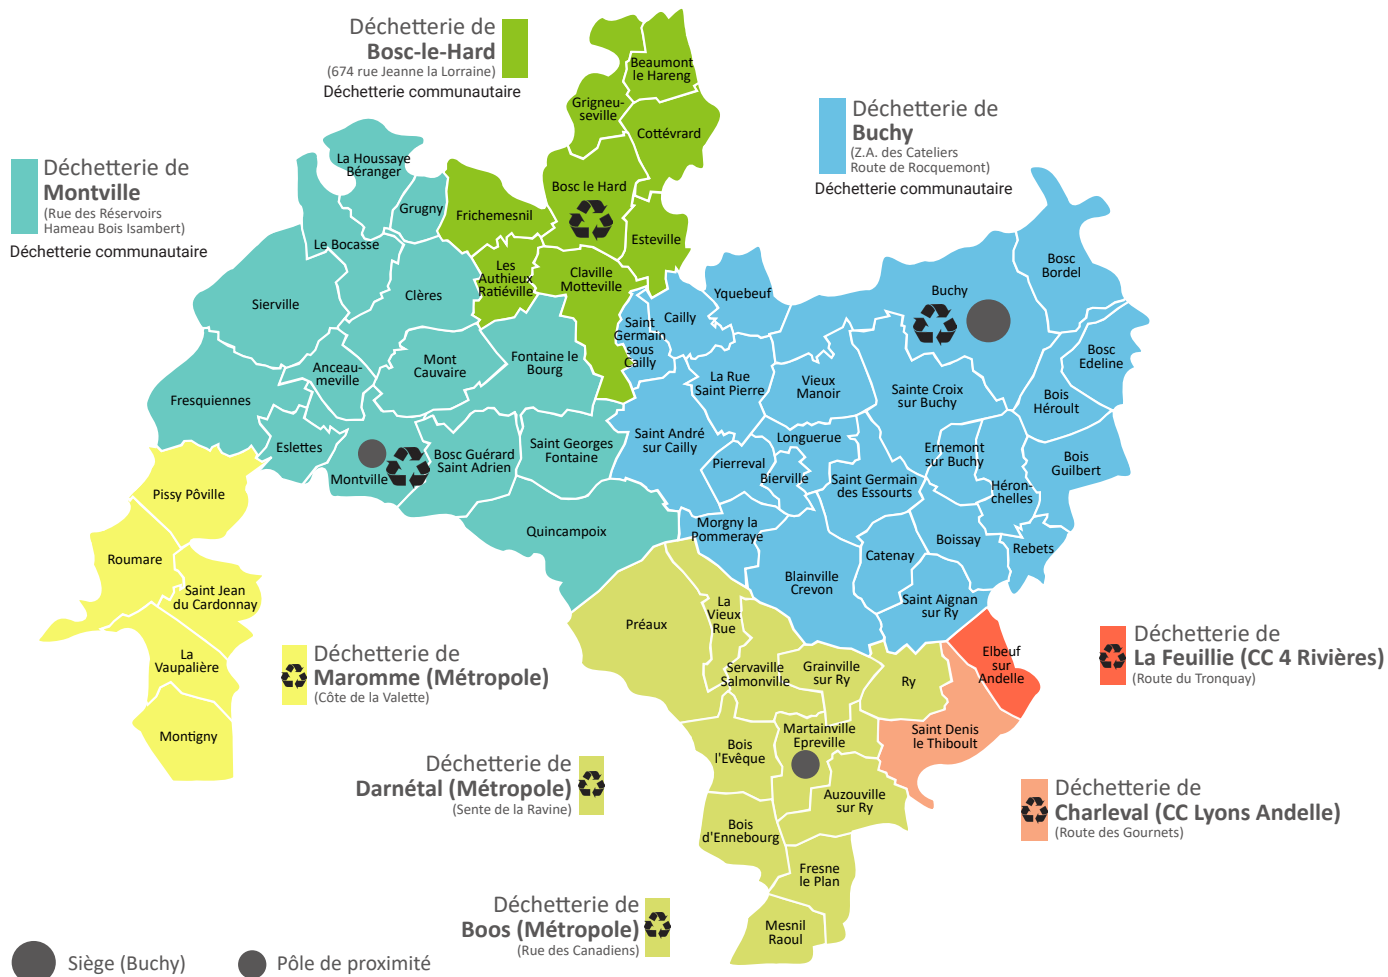 Déchetterie de
Bosc-le-Hard
(674 rue Jeanne la Lorraine)
Déchetterie communautaire
Déchetterie de
Buchy
(Z.A. des Cateliers
Route de Rocquemont)
Déchetterie communautaire
Déchetterie de
Montville
(Rue des Réservoirs
Hameau Bois Isambert)
Déchetterie communautaire
Beaumont
le Hareng
Grigneu-
seville
Cottévrard
La Houssaye
Béranger
Bosc le Hard
Grugny
Frichemesnil
Esteville
Le Bocasse
Les
Authieux
Ratiéville
Claville
Motteville
Bosc
Bordel
Sierville
Clères
Yquebeuf
Buchy
Cailly
Saint
Germain
sous
Cailly
Anceau-
meville
Mont
Cauvaire
Fontaine le
Bourg
La Rue
Saint Pierre
Vieux
Manoir
Sainte Croix
sur Buchy
Bosc
Edeline
Bois
Héroult
Fresquiennes
Eslettes
Montville
Bosc Guérard
Saint Adrien
Saint Georges
Fontaine
Saint André
sur Cailly
Longuerue
Pierreval
Bierville
Saint Germain
des Essourts
Ernemont
sur Buchy
Héron-
chelles
Bois
Guilbert
Pissy Pôville
Quincampoix
Morgny la
Pommeraye
Boissay
Rebets
Catenay
Roumare
Blainville
Crevon
Saint Jean
du Cardonnay
Saint Aignan
sur Ry
La
Vieux
Rue
Préaux
La
Vaupalière
Servaville
Salmonville
Grainville
sur Ry
Ry
Elbeuf
sur
Andelle
Déchetterie de
Maromme (Métropole)
(Côte de la Valette)
Déchetterie de
La Feuillie (CC 4 Rivières)
(Route du Tronquay)
Montigny
Bois
l'Evêque
Martainville
Epreville
Saint Denis
le Thiboult
Déchetterie de
Darnétal (Métropole)
(Sente de la Ravine)
Auzouville
sur Ry
Déchetterie de
Charleval (CC Lyons Andelle)
(Route des Gournets)
Bois
d'Ennebourg
Fresne
le Plan
Déchetterie de
Boos (Métropole)
(Rue des Canadiens)
Mesnil
Raoul
Siège (Buchy)
Pôle de proximité